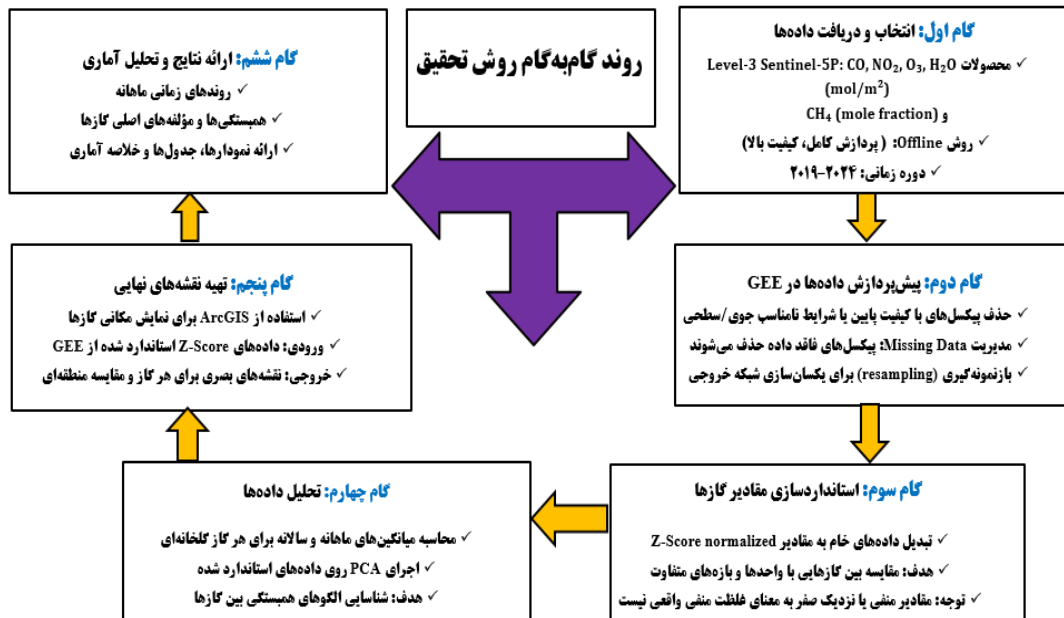 روند گام‌به‌گام روش تحقیق
گام اول: انتخاب و دریافت داده‌ها
✓ محصولات Level-3 Sentinel-5P: CO, NO₂, O₃, H₂O
(mol/m²)
و CH₄ (mole fraction)
✓ روش Offline: ( پردازش کامل، کیفیت بالا)
✓ دوره زمانی: ۲۰۲۴–۲۰۱۹
گام دوم: پیش‌پردازش داده‌ها در GEE
✓ حذف پیکسل‌های با کیفیت پایین یا شرایط نامناسب جوی/سطحی
✓ مدیریت Missing Data: پیکسل‌های فاقد داده حذف می‌شوند
✓ بازنمونه‌گیری (resampling) برای یکسان‌سازی شبکه خروجی
گام سوم: استانداردسازی مقادیر گازها
✓ تبدیل داده‌های خام به مقادیر Z-Score normalized
✓ هدف: مقایسه بین گازهایی با واحدها و بازه‌های متفاوت
✓ توجه: مقادیر منفی یا نزدیک صفر به معنای غلظت منفی واقعی نیست
گام چهارم: تحلیل داده‌ها
✓ محاسبه میانگین‌های ماهانه و سالانه برای هر گاز گلخانه‌ای
✓ اجرای PCA روی داده‌های استاندارد شده
✓ هدف: شناسایی الگوهای همبستگی بین گازها
گام پنجم: تهیه نقشه‌های نهایی
✓ استفاده از ArcGIS برای نمایش مکانی گازها
✓ ورودی: داده‌های Z-Score استاندارد شده از GEE
✓ خروجی: نقشه‌های بصری برای هر گاز و مقایسه منطقه‌ای
گام ششم: ارائه نتایج و تحلیل آماری
✓ روندهای زمانی ماهانه
✓ همبستگی‌ها و مؤلفه‌های اصلی گازها
✓ ارائه نمودارها، جدول‌ها و خلاصه آماری